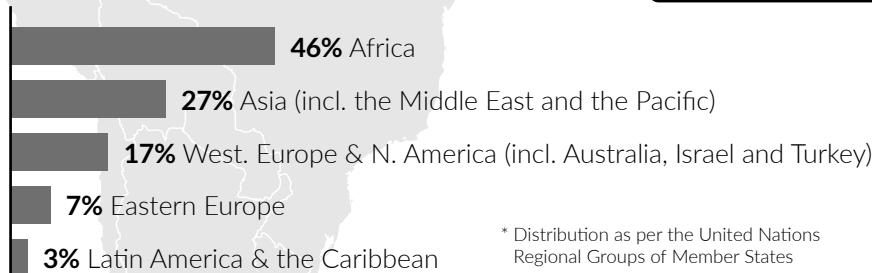 46% Africa
27% Asia (incl. the Middle East and the Pacific)
17% West. Europe & N. America (incl. Australia, Israel and Turkey)
7% Eastern Europe
3% Latin America & the Caribbean
* Distribution as per the United Nations
Regional Groups of Member States